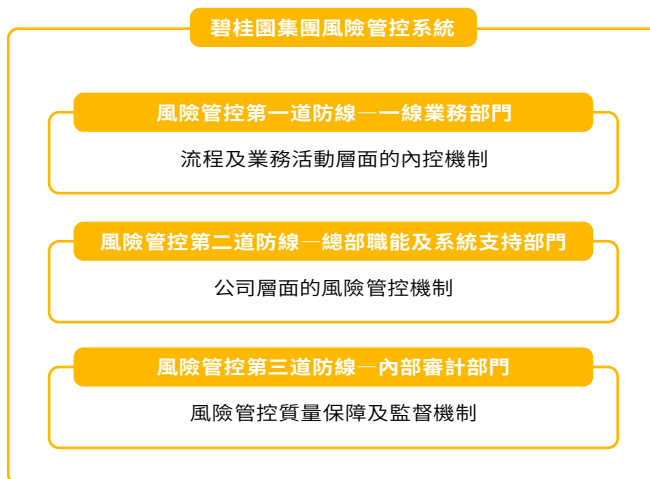 碧桂園集團風險管控系統
風險管控第一道防線—一線業務部門
流程及業務活動層面的內控機制
風險管控第二道防線—總部職能及系統支持部門
公司層面的風險管控機制
風險管控第三道防線—內部審計部門
風險管控質量保障及監督機制